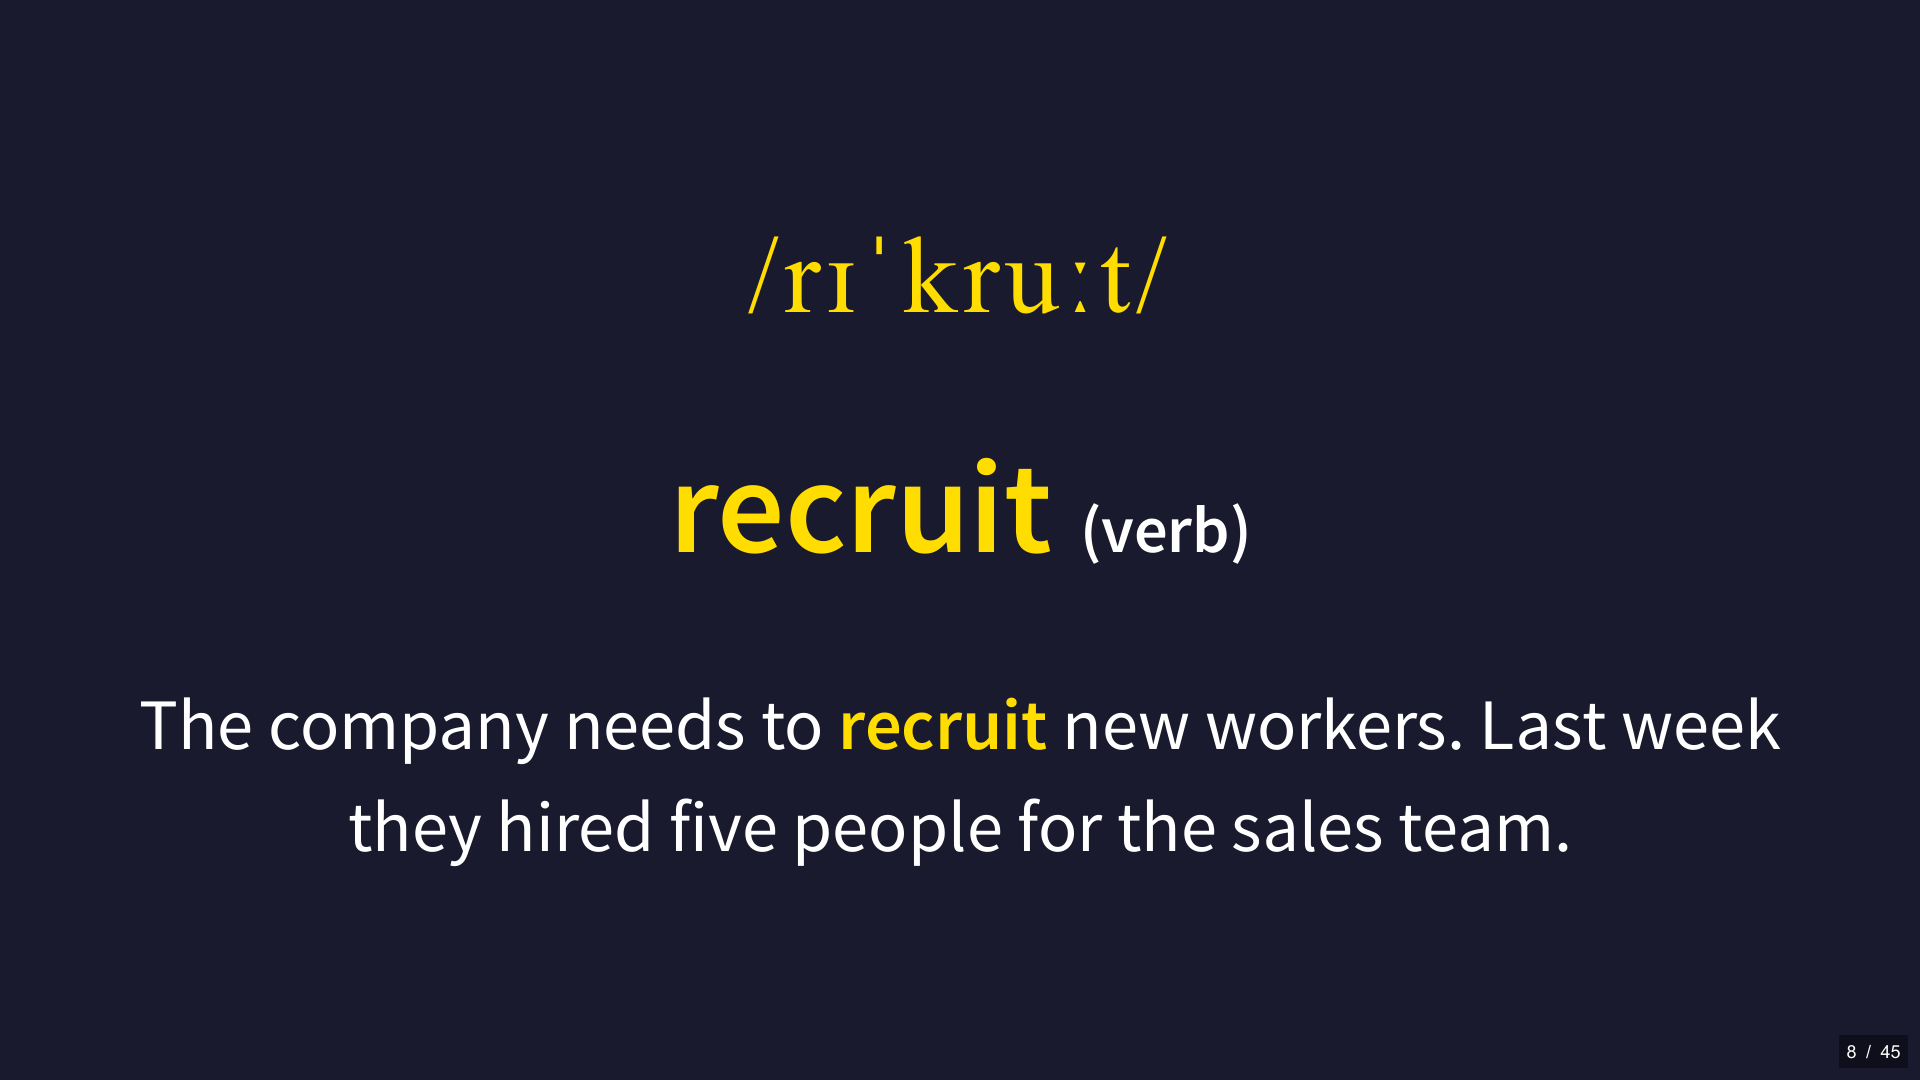 /rɪˈkruːt/
recruit (verb)
The company needs to recruit new workers. Last week
they hired five people for the sales team.
8 / 45